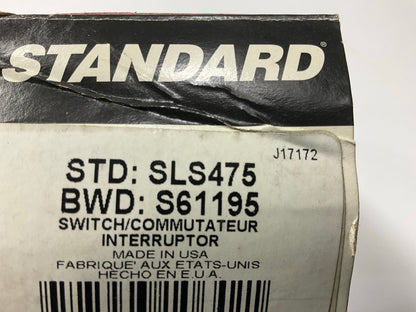 STANDARD®
J17172
STD: SLS475
BWD: S61195
SWITCH/COMMUTATEUR
INTERRUPTOR
MADE IN USA
FABRIQUE' AUX ETATS-UNIS
HECHO EN E.U.A.